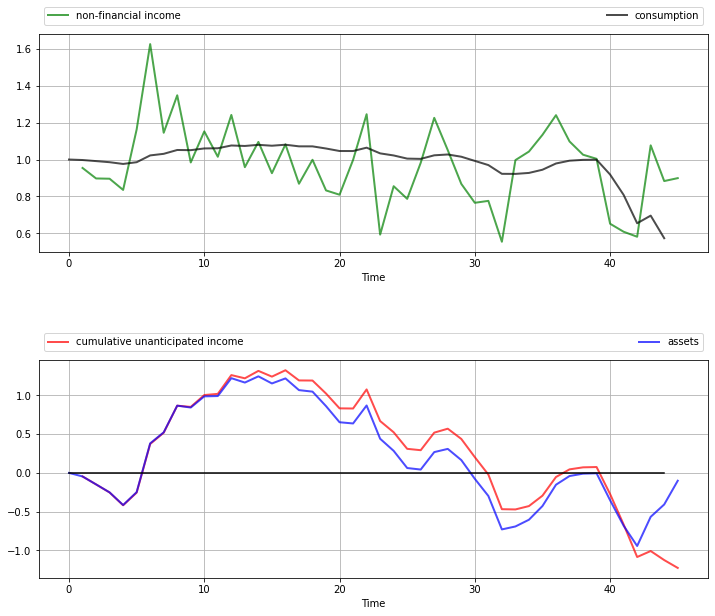 non-financial income consumption
1.6
1.4
1.2
1.0
0.8
0.6
0 10 20 30 40
Time
cumulative unanticipated income assets
1.0
0.5
0.0
−0.5
−1.0
0 10 20 30 40
Time